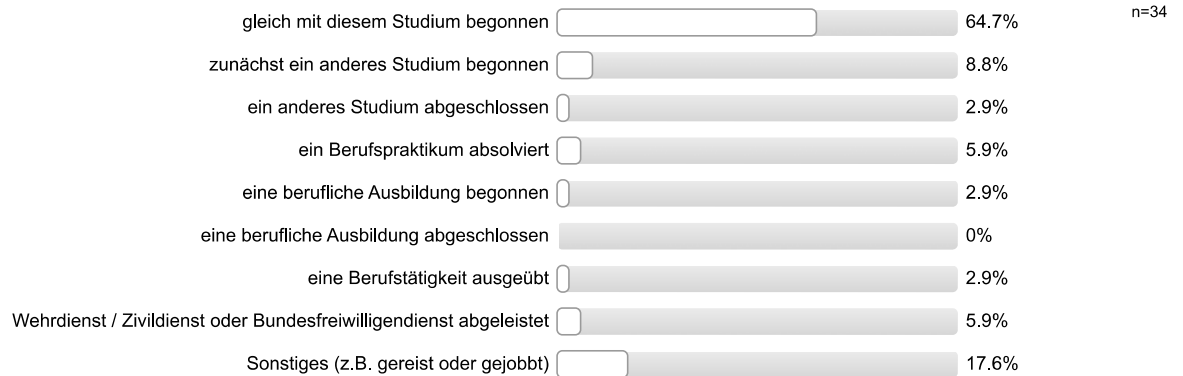 gleich mit diesem Studium begonnen 64.7% n=34
zunächst ein anderes Studium begonnen 8.8%
ein anderes Studium abgeschlossen 2.9%
ein Berufspraktikum absolviert 5.9%
eine berufliche Ausbildung begonnen 2.9%
eine berufliche Ausbildung abgeschlossen 0%
eine Berufstätigkeit ausgeübt 2.9%
Wehrdienst / Zivildienst oder Bundesfreiwilligendienst abgeleistet 5.9%
Sonstiges (z.B. gereist oder gejobbt) 17.6%